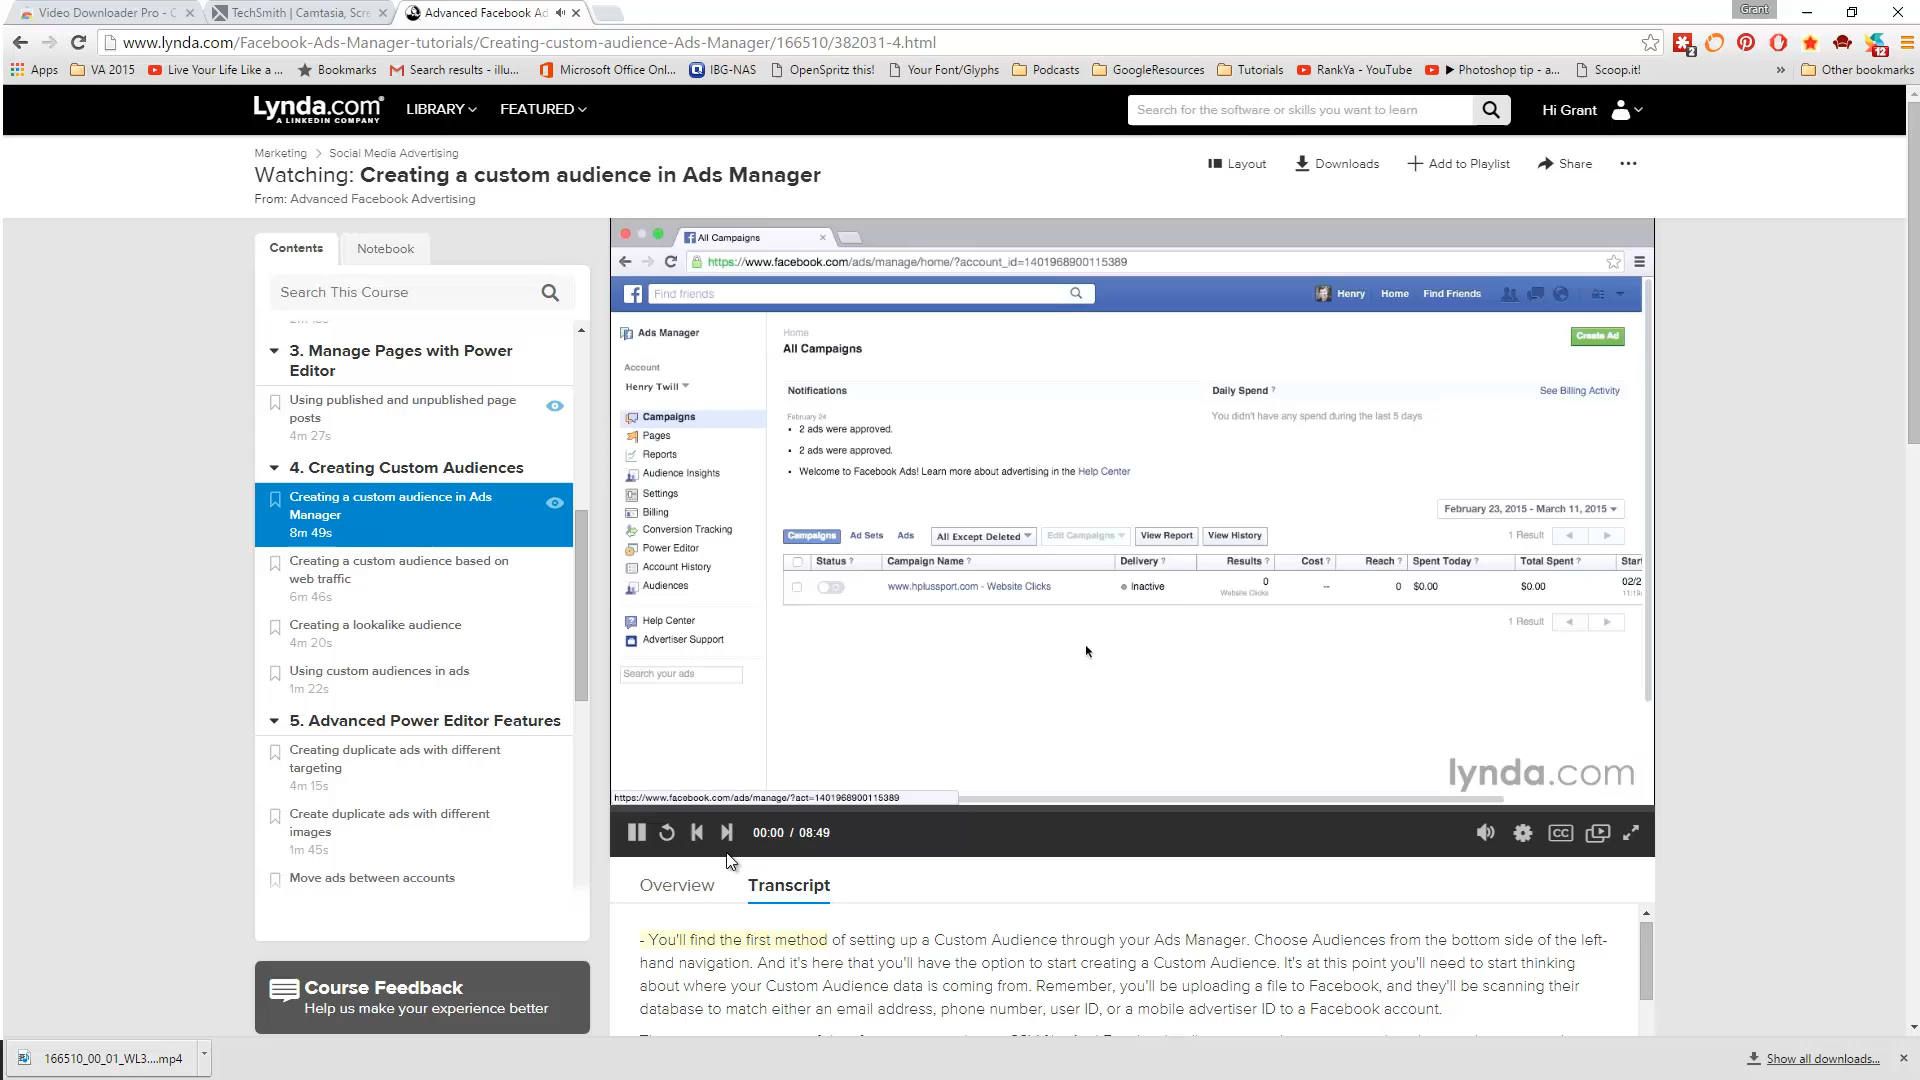 Video Downloader Pro - C
TechSmith | Camtasia, Scre
Advanced Facebook Ad
Grant
www.lynda.com/Facebook-Ads-Manager-tutorials/Creating-custom-audience-Ads-Manager/166510/382031-4.html
2
12
Apps
VA 2015
Live Your Life Like a ...
Bookmarks
Search results - illu...
Microsoft Office Onl...
IBG-NAS
OpenSpritz this!
Your Font/Glyphs
Podcasts
GoogleResources
Tutorials
RankYa - YouTube
Photoshop tip - a...
Scoop.it!
»
Other bookmarks
Lynda.com
A LINKEDIN COMPANY
LIBRARY
FEATURED
Search for the software or skills you want to learn
Hi Grant
Marketing > Social Media Advertising
Watching: Creating a custom audience in Ads Manager
From: Advanced Facebook Advertising
Layout
Downloads
Add to Playlist
Share
Contents
Notebook
Search This Course
3. Manage Pages with Power
Editor
Using published and unpublished page
posts
4m 27s
4. Creating Custom Audiences
Creating a custom audience in Ads
Manager
8m 49s
Creating a custom audience based on
web traffic
6m 46s
Creating a lookalike audience
4m 20s
Using custom audiences in ads
1m 22s
5. Advanced Power Editor Features
Creating duplicate ads with different
targeting
4m 15s
Create duplicate ads with different
images
1m 45s
Move ads between accounts
Course Feedback
Help us make your experience better
All Campaigns
https://www.facebook.com/ads/manage/home/?account_id=1401968900115389
Find friends
Henry
Home
Find Friends
Ads Manager
Account
Henry Twill
Campaigns
Pages
Reports
Audience Insights
Settings
Billing
Conversion Tracking
Power Editor
Account History
Audiences
Help Center
Advertiser Support
Search your ads
Home
All Campaigns
Create Ad
Notifications
February 24
• 2 ads were approved.
• 2 ads were approved.
• Welcome to Facebook Ads! Learn more about advertising in the Help Center
Daily Spend ?
See Billing Activity
You didn't have any spend during the last 5 days
February 23, 2015 - March 11, 2015
Campaigns
Ad Sets
Ads
All Except Deleted
Edit Campaigns
View Report
View History
1 Result
Status ?
Campaign Name ?
Delivery ?
Results ?
Cost ?
Reach ?
Spent Today ?
Total Spent ?
Start
www.hplussport.com - Website Clicks
Inactive
0
Website Clicks
--
0
$0.00
$0.00
02/2
1 Result
lynda.com
https://www.facebook.com/ads/manage/?act=1401968900115389
00:00 / 08:49
CC
Overview
Transcript
- You'll find the first method of setting up a Custom Audience through your Ads Manager. Choose Audiences from the bottom side of the left-
hand navigation. And it's here that you'll have the option to start creating a Custom Audience. It's at this point you'll need to start thinking
about where your Custom Audience data is coming from. Remember, you'll be uploading a file to Facebook, and they'll be scanning their
database to match either an email address, phone number, user ID, or a mobile advertiser ID to a Facebook account.
166510_00_01_WL3....mp4
Show all downloads...